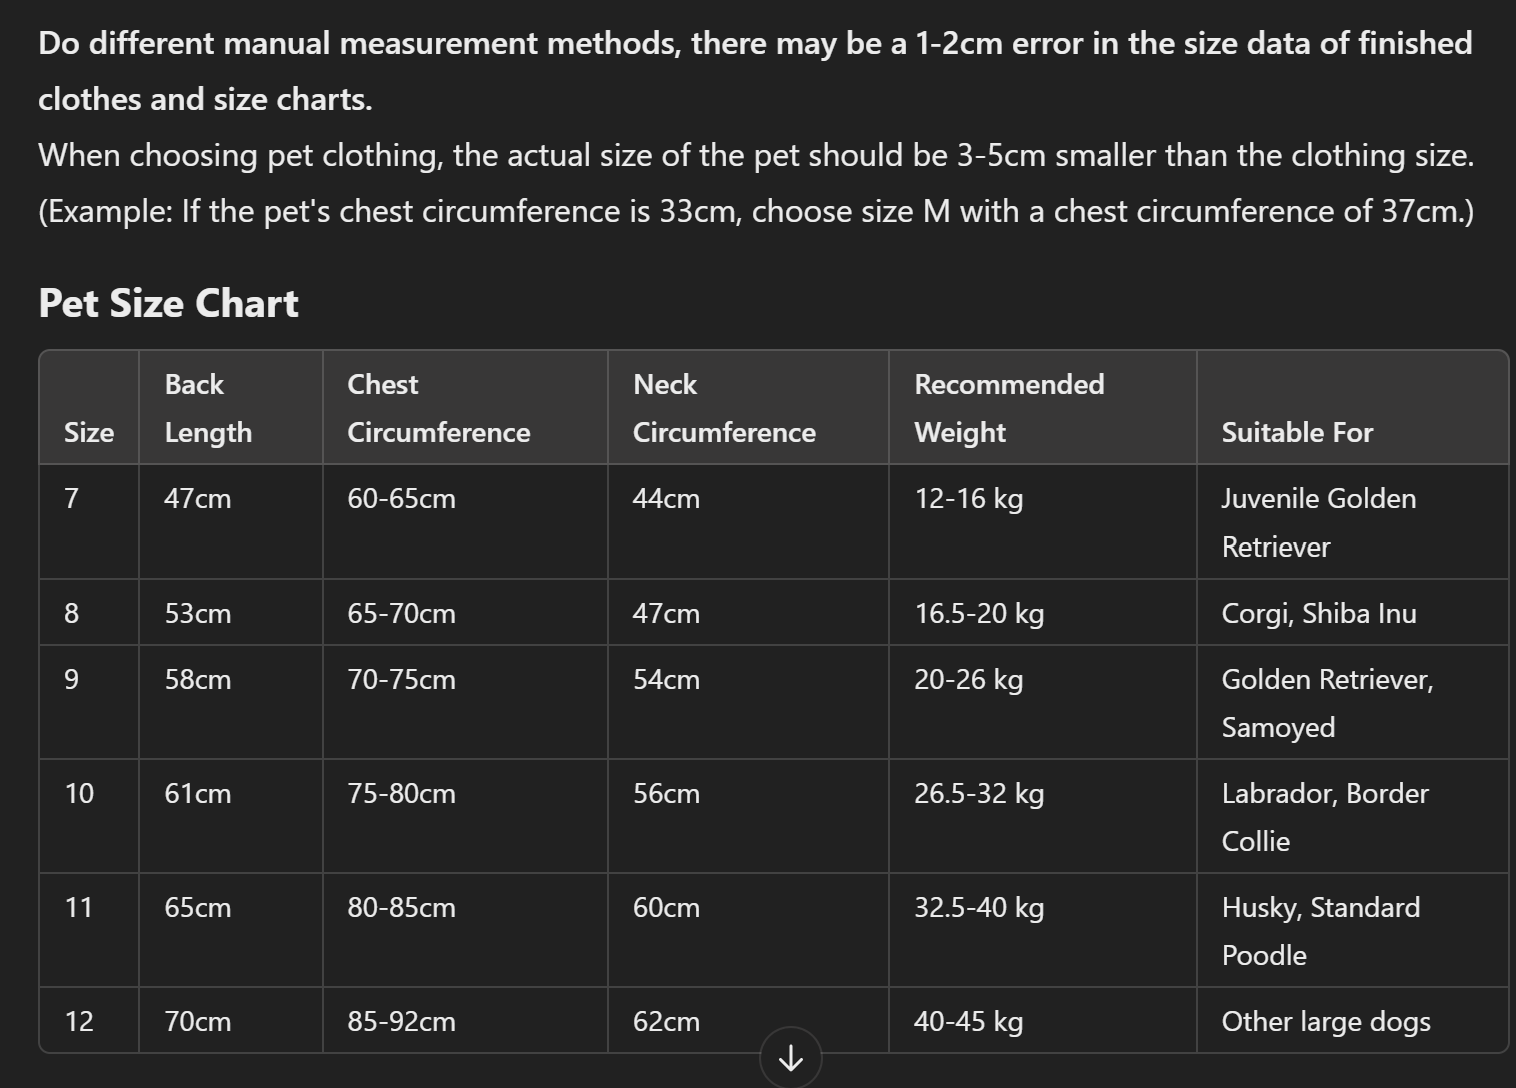 Do different manual measurement methods, there may be a 1-2cm error in the size data of finished
clothes and size charts.
When choosing pet clothing, the actual size of the pet should be 3-5cm smaller than the clothing size.
(Example: If the pet's chest circumference is 33cm, choose size M with a chest circumference of 37cm.)
Pet Size Chart
Size Back Length Chest Circumference Neck Circumference Recommended Weight Suitable For
7 47cm 60-65cm 44cm 12-16 kg Juvenile Golden Retriever
8 53cm 65-70cm 47cm 16.5-20 kg Corgi, Shiba Inu
9 58cm 70-75cm 54cm 20-26 kg Golden Retriever, Samoyed
10 61cm 75-80cm 56cm 26.5-32 kg Labrador, Border Collie
11 65cm 80-85cm 60cm 32.5-40 kg Husky, Standard Poodle
12 70cm 85-92cm 62cm 40-45 kg Other large dogs